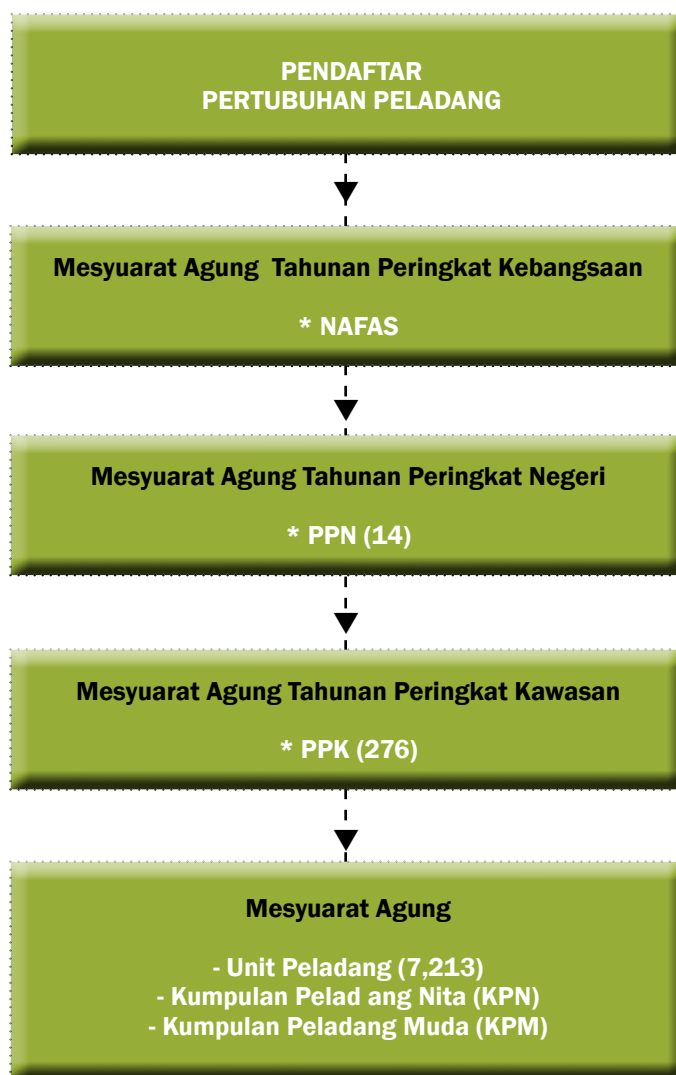 PENDAFTAR
PERTUBUHAN PELADANG
Mesyuarat Agung Tahunan Peringkat Kebangsaan
* NAFAS
Mesyuarat Agung Tahunan Peringkat Negeri
* PPN (14)
Mesyuarat Agung Tahunan Peringkat Kawasan
* PPK (276)
Mesyuarat Agung
- Unit Peladang (7,213)
- Kumpulan Pelad ang Nita (KPN)
- Kumpulan Peladang Muda (KPM)